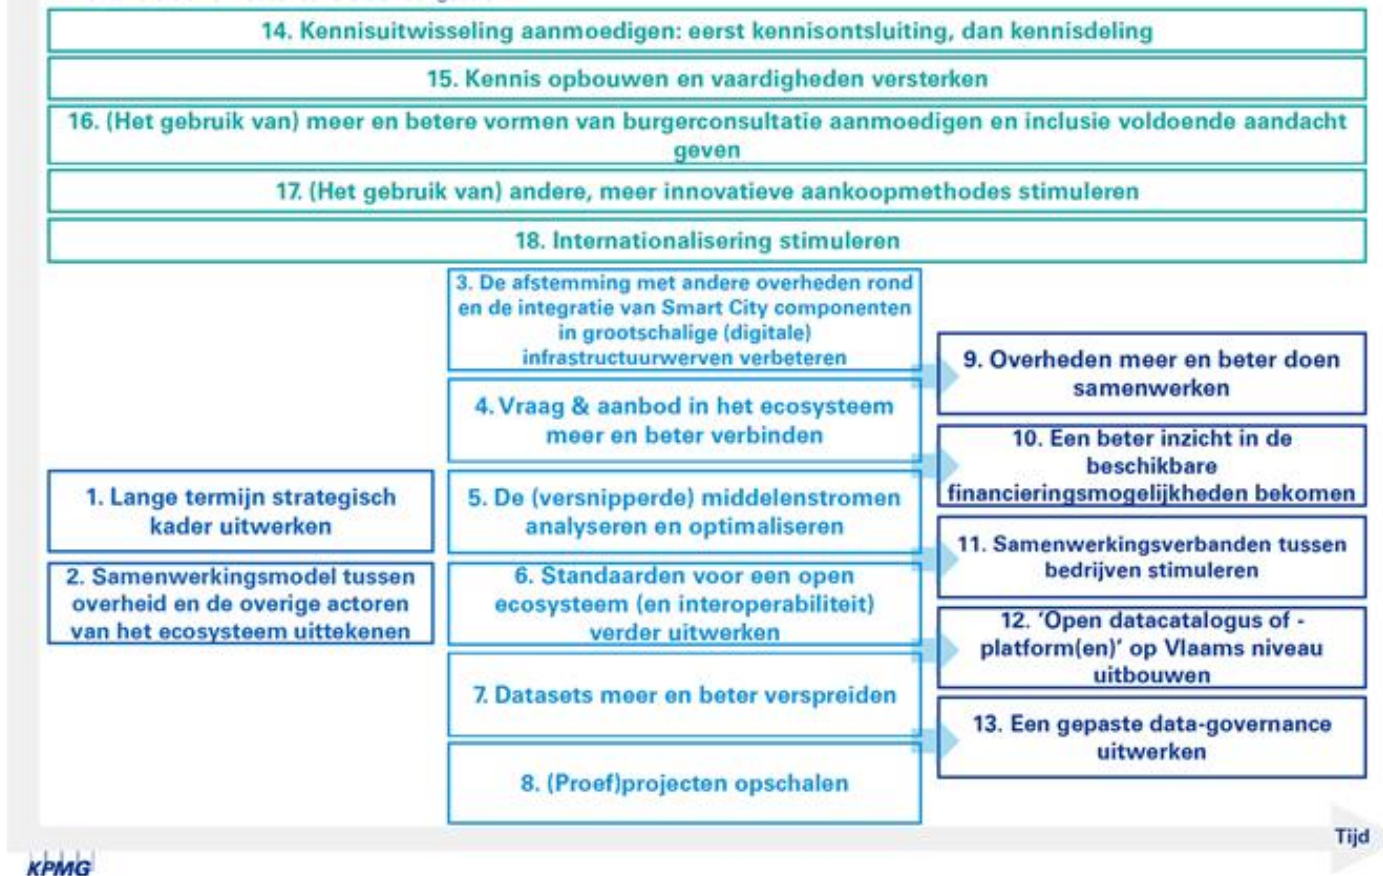 14. Kennisuitwisseling aanmoedigen: eerst kennisontsluiting, dan kennisdeling
15. Kennis opbouwen en vaardigheden versterken
16. (Het gebruik van) meer en betere vormen van burgerconsultatie aanmoedigen en inclusie voldoende aandacht
geven
17. (Het gebruik van) andere, meer innovatieve aankoopmethodes stimuleren
18. Internationalisering stimuleren
1. Lange termijn strategisch
kader uitwerken
2. Samenwerkingsmodel tussen
overheid en de overige actoren
van het ecosysteem uittekenen
3. De afstemming met andere overheden rond
en de integratie van Smart City componenten
in grootschalige (digitale)
infrastructuurwerven verbeteren
4. Vraag & aanbod in het ecosysteem
meer en beter verbinden
5. De (versnipperde) middelenstromen
analyseren en optimaliseren
6. Standaarden voor een open
ecosysteem (en interoperabiliteit)
verder uitwerken
7. Datasets meer en beter verspreiden
8. (Proef)projecten opschalen
9. Overheden meer en beter doen
samenwerken
10. Een beter inzicht in de
beschikbare
financieringsmogelijkheden bekomen
11. Samenwerkingsverbanden tussen
bedrijven stimuleren
12. ‘Open datacatalogus of -
platform(en)’ op Vlaams niveau
uitbouwen
13. Een gepaste data-governance
uitwerken
Tijd
KPMG